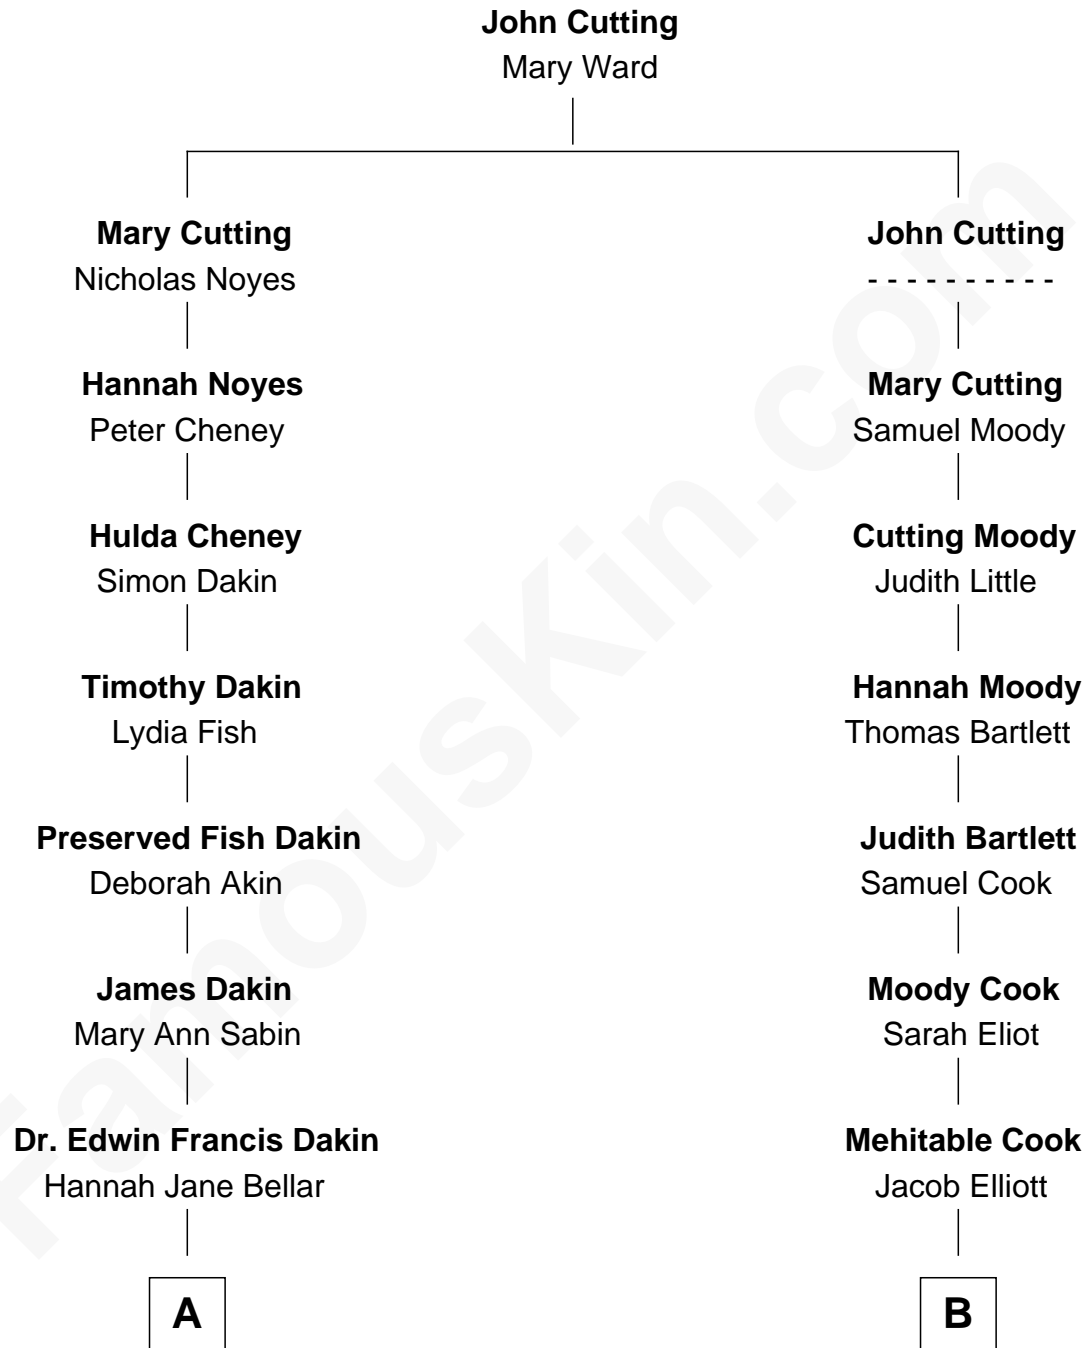 John Cutting
Mary Ward
Mary Cutting
Nicholas Noyes
John Cutting
- - - - - - - - - -
Hannah Noyes
Peter Cheney
Mary Cutting
Samuel Moody
Hulda Cheney
Simon Dakin
Cutting Moody
Judith Little
Timothy Dakin
Lydia Fish
Hannah Moody
Thomas Bartlett
Preserved Fish Dakin
Deborah Akin
Judith Bartlett
Samuel Cook
James Dakin
Mary Ann Sabin
Moody Cook
Sarah Eliot
Dr. Edwin Francis Dakin
Hannah Jane Bellar
Mehitable Cook
Jacob Elliott
A
B
FamousKin.com